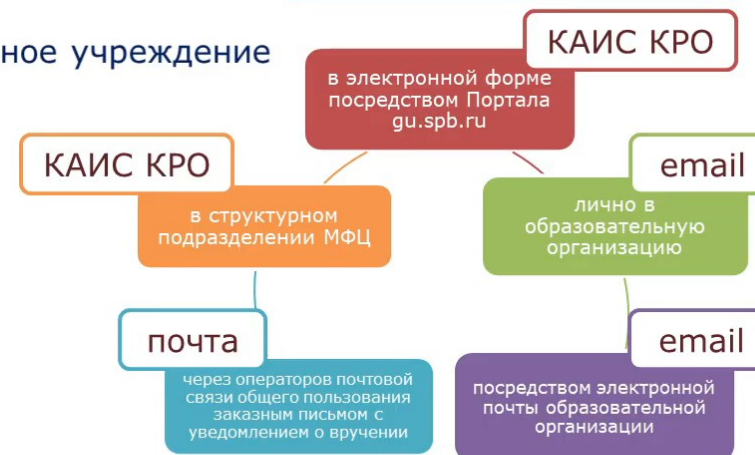 ное учреждение
КАИС КРО
в электронной форме
посредством Портала
gu.spb.ru
КАИС КРО
в структурном
подразделении МФЦ
email
лично в
образовательную
организацию
почта
через операторов почтовой
связи общего пользования
заказным письмом с
уведомлением о вручении
email
посредством электронной
почты образовательной
организации